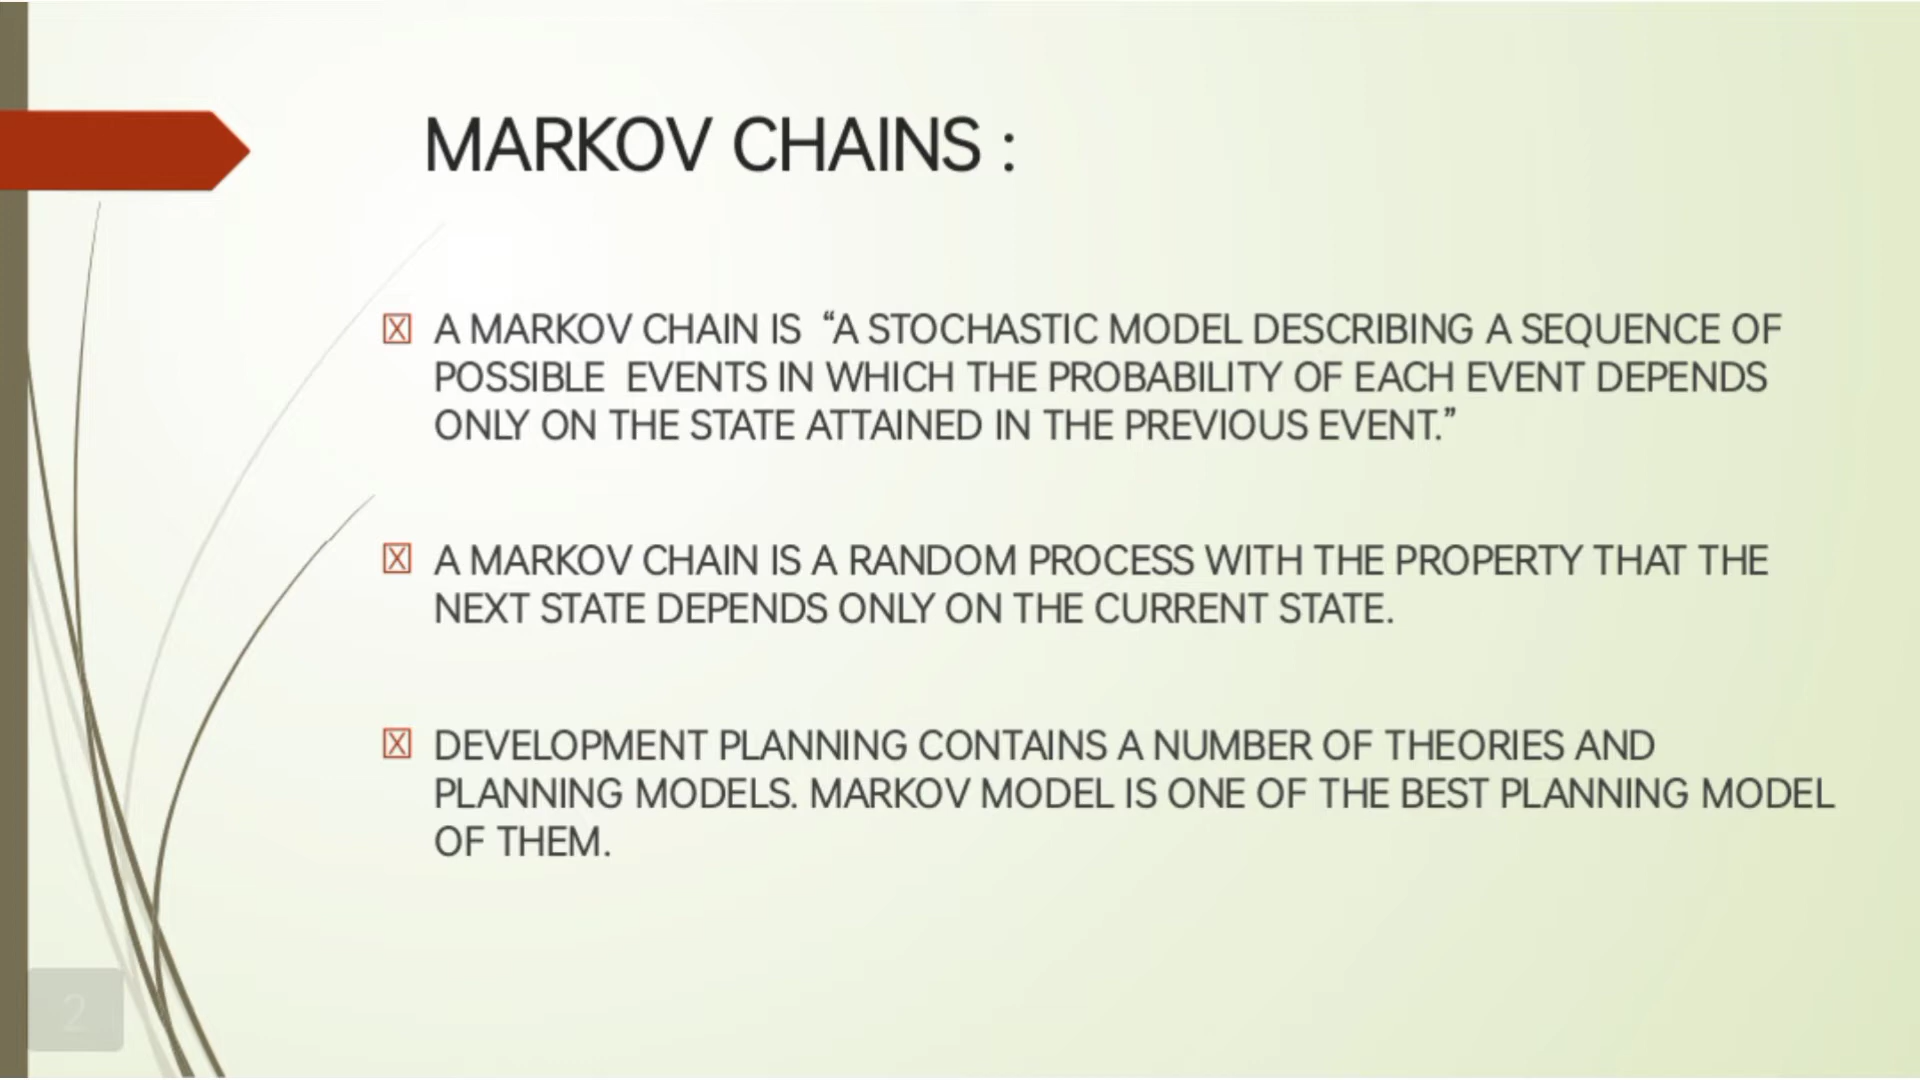 MARKOV CHAINS :
A MARKOV CHAIN IS “A STOCHASTIC MODEL DESCRIBING A SEQUENCE OF
POSSIBLE EVENTS IN WHICH THE PROBABILITY OF EACH EVENT DEPENDS
ONLY ON THE STATE ATTAINED IN THE PREVIOUS EVENT.”
A MARKOV CHAIN IS A RANDOM PROCESS WITH THE PROPERTY THAT THE
NEXT STATE DEPENDS ONLY ON THE CURRENT STATE.
DEVELOPMENT PLANNING CONTAINS A NUMBER OF THEORIES AND
PLANNING MODELS. MARKOV MODEL IS ONE OF THE BEST PLANNING MODEL
OF THEM.
2